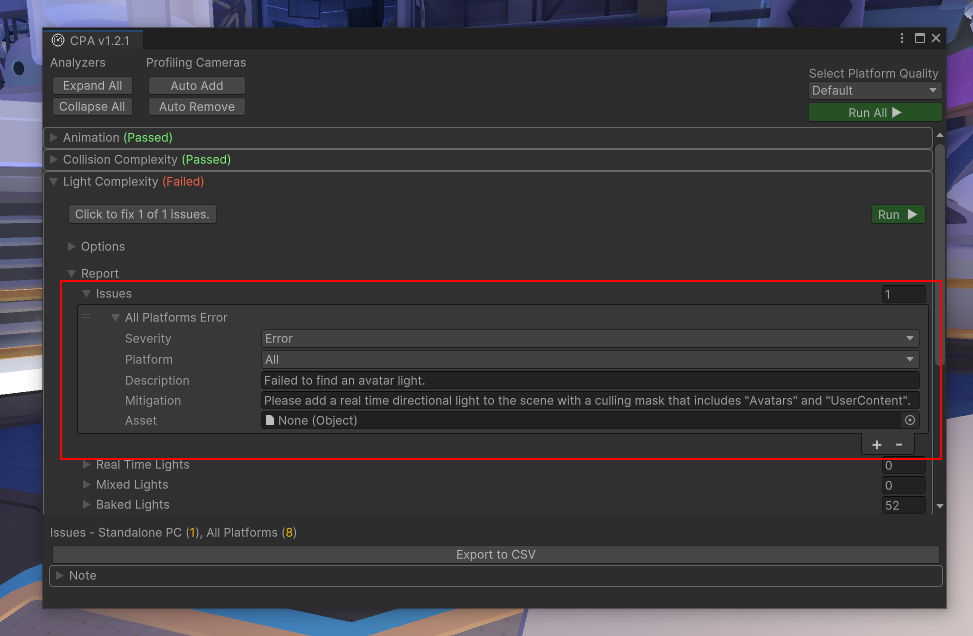 CPA v1.2.1
Analyzers
Profiling Cameras
Expand All
Auto Add
Collapse All
Auto Remove
Select Platform Quality
Default
Run All
Animation (Passed)
Collision Complexity (Passed)
Light Complexity (Failed)
Click to fix 1 of 1 issues.
Run
Options
Report
Issues 1
All Platforms Error
Severity Error
Platform All
Description Failed to find an avatar light.
Mitigation Please add a real time directional light to the scene with a culling mask that includes "Avatars" and "UserContent".
Asset None (Object)
+ -
Real Time Lights 0
Mixed Lights 0
Baked Lights 52
Issues - Standalone PC (1), All Platforms (8)
Export to CSV
Note